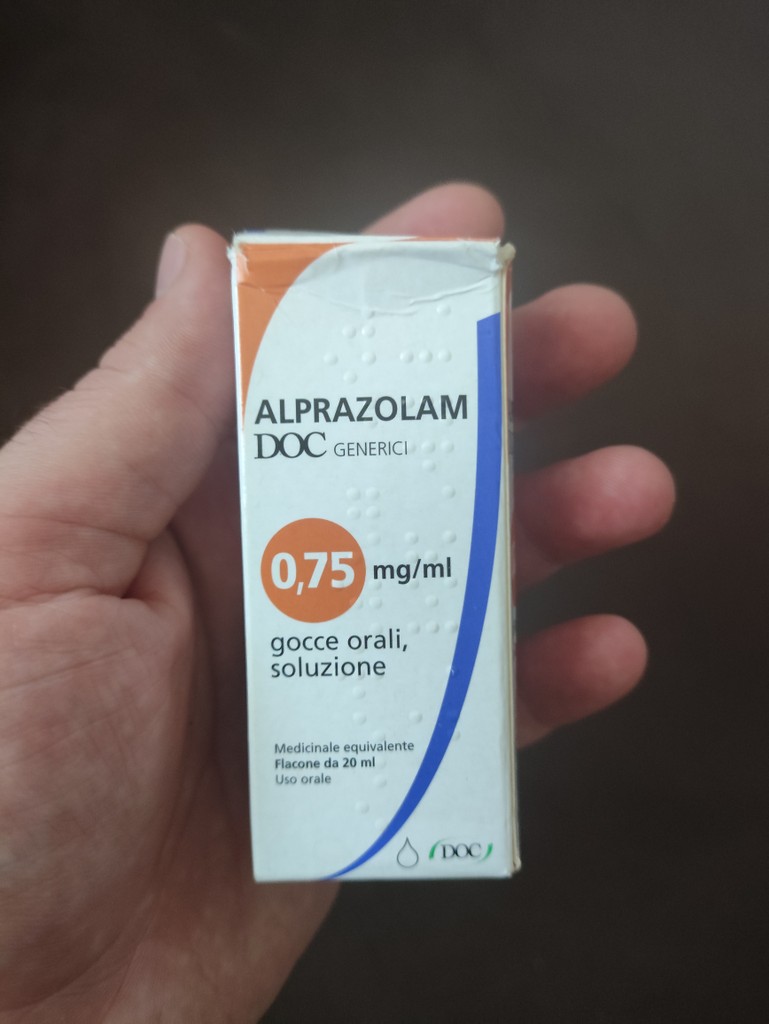 ALPRAZOLAM
DOC GENERICI
0,75 mg/ml
gocce orali,
soluzione
Medicinale equivalente
Flacone da 20 ml
Uso orale
DOC